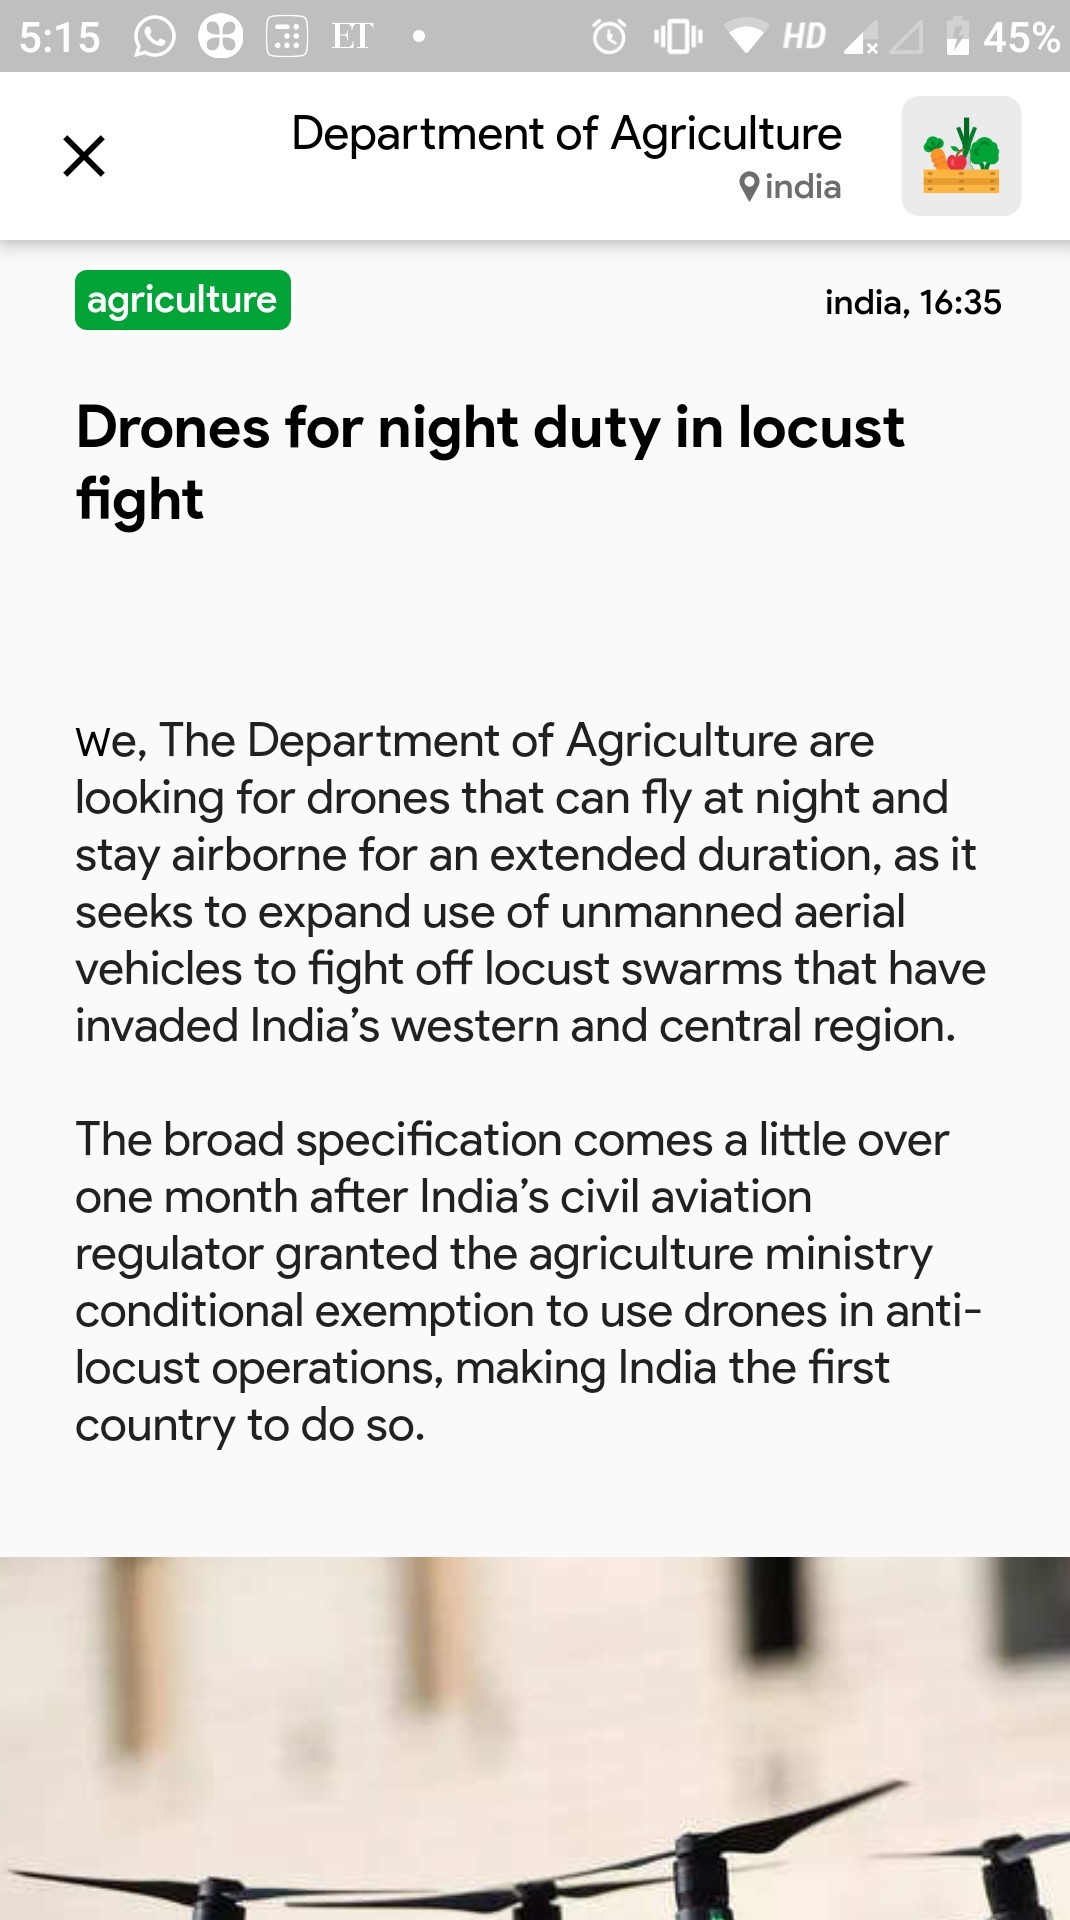 5:15 ET HD 45%
Department of Agriculture
india
agriculture
india, 16:35
Drones for night duty in locust
fight
We, The Department of Agriculture are
looking for drones that can fly at night and
stay airborne for an extended duration, as it
seeks to expand use of unmanned aerial
vehicles to fight off locust swarms that have
invaded India’s western and central region.
The broad specification comes a little over
one month after India’s civil aviation
regulator granted the agriculture ministry
conditional exemption to use drones in anti-
locust operations, making India the first
country to do so.